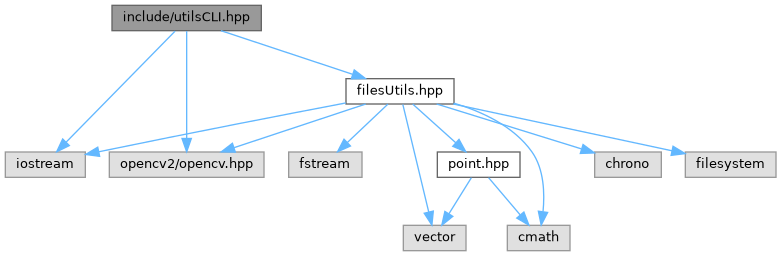 include/utilsCLI.hpp
filesUtils.hpp
iostream
opencv2/opencv.hpp
fstream
point.hpp
chrono
filesystem
vector
cmath